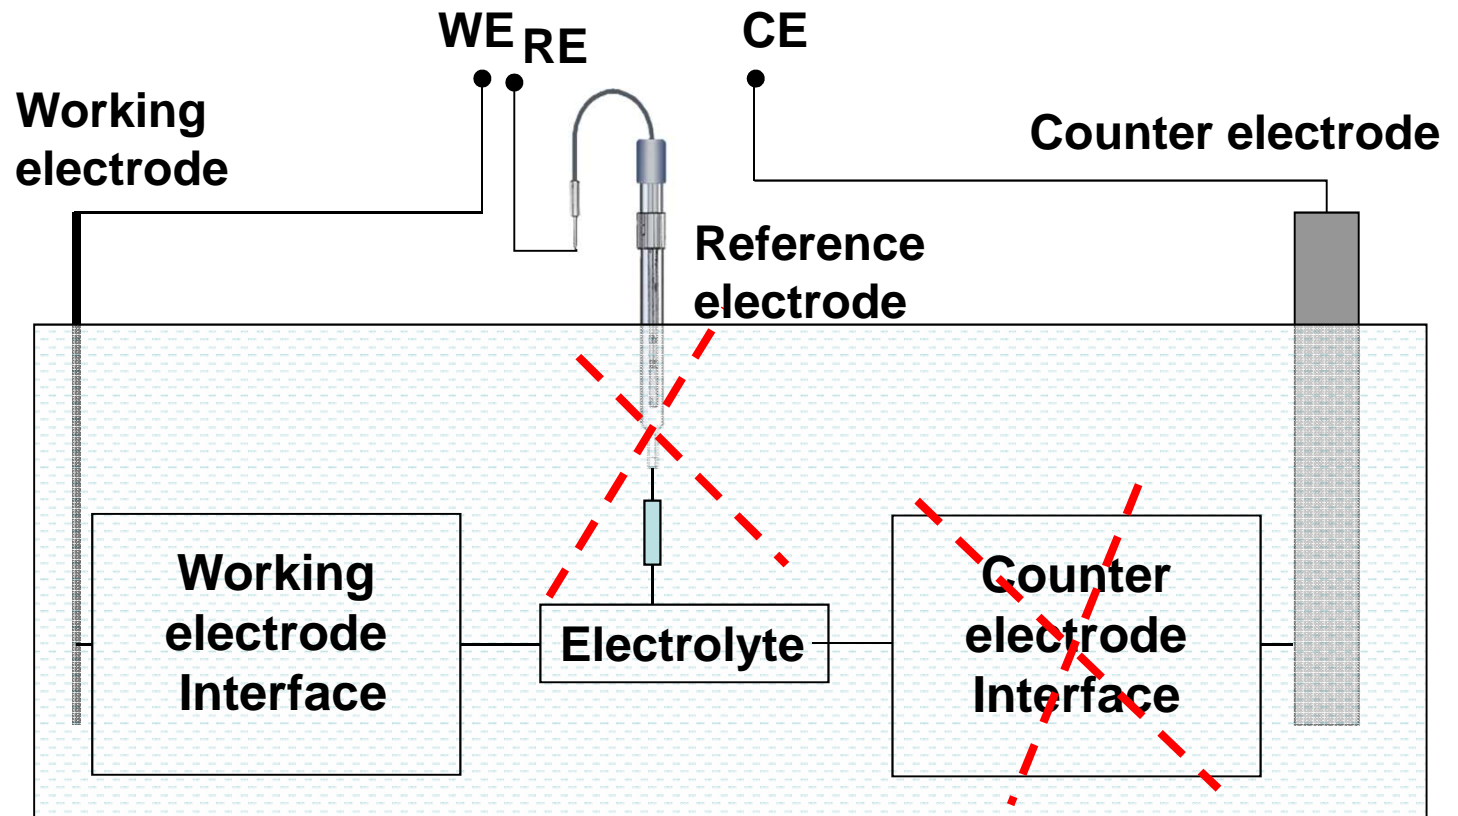 WE
RE
CE
Working
electrode
Counter electrode
Reference
electrode
Working
electrode
Interface
Electrolyte
Counter
electrode
Interface